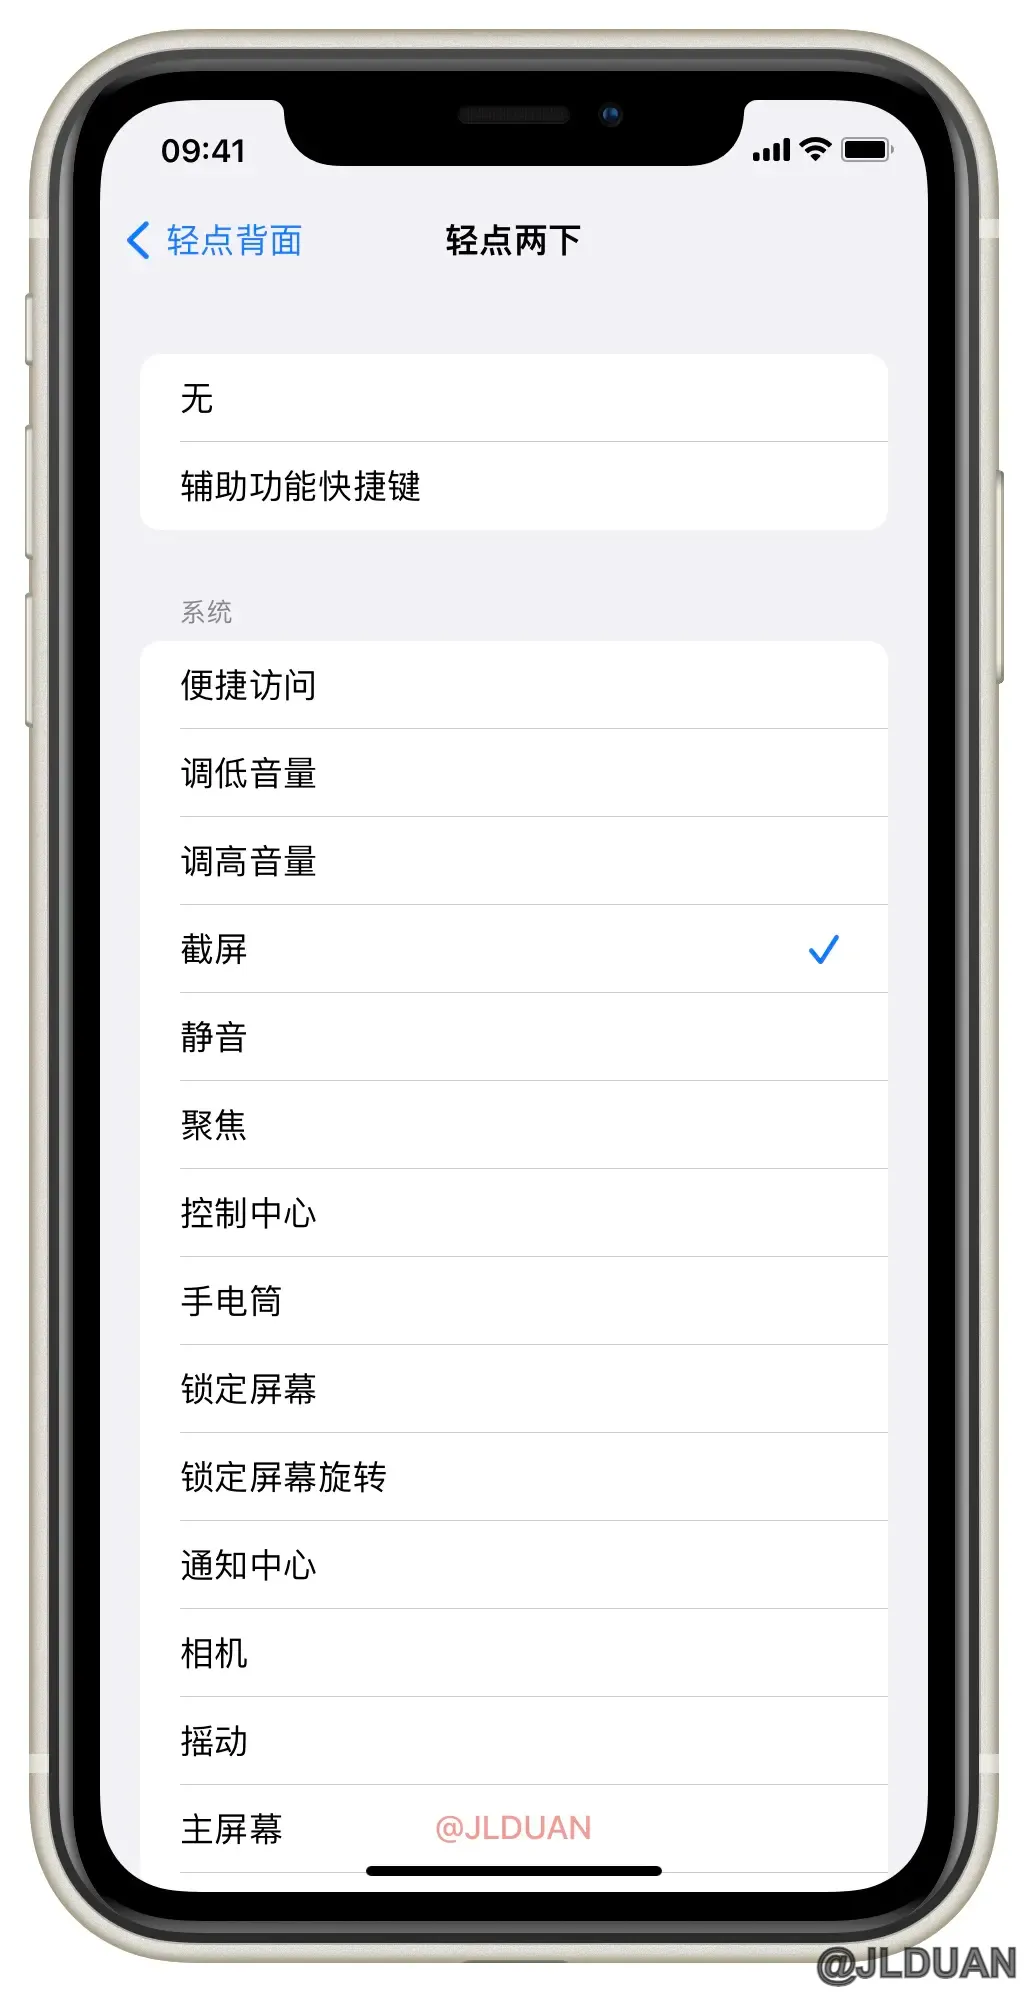 09:41
轻点背面
轻点两下
无
辅助功能快捷键
系统
便捷访问
调低音量
调高音量
截屏
静音
聚焦
控制中心
手电筒
锁定屏幕
锁定屏幕旋转
通知中心
相机
摇动
主屏幕
@JLDUAN
@JLDUAN